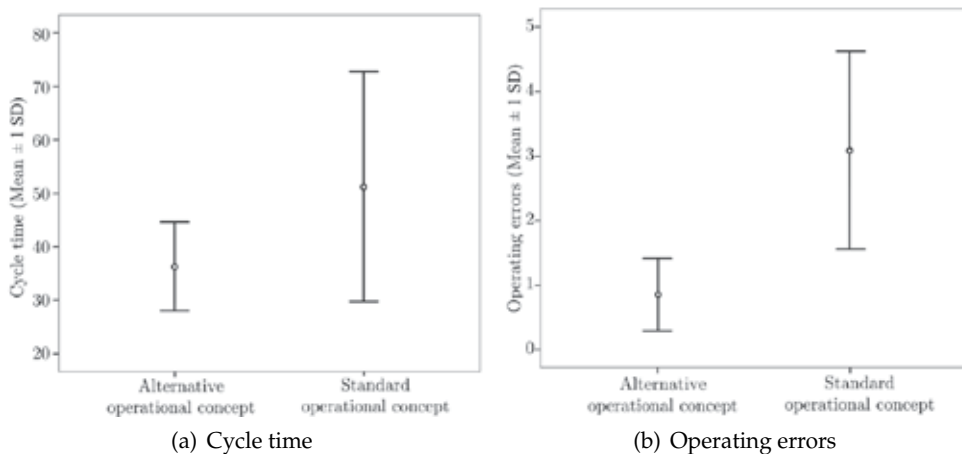 Cycle time (Mean ± 1 SD)
80
70
60
50
40
30
20
Alternative
operational concept
Standard
operational concept
(a) Cycle time
Operating errors (Mean ± 1 SD)
5
4
3
2
1
0
Alternative
operational concept
Standard
operational concept
(b) Operating errors